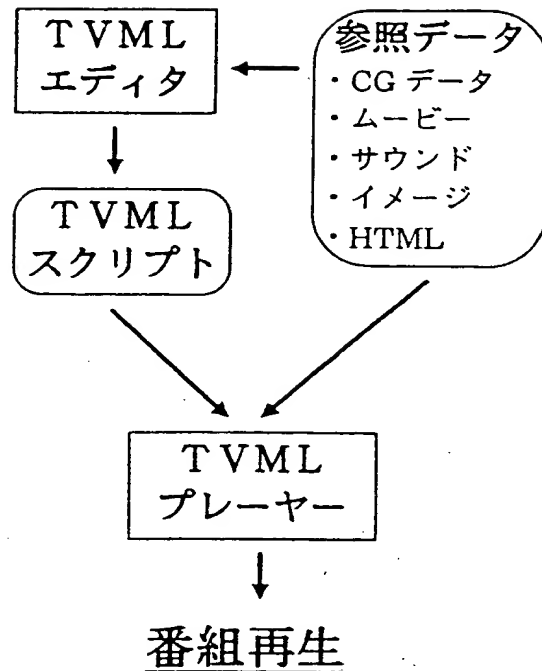 TVML
エディタ
参照データ
・CGデータ
・ムービー
・サウンド
・イメージ
・HTML
TVML
スクリプト
TVML
プレーヤー
番組再生